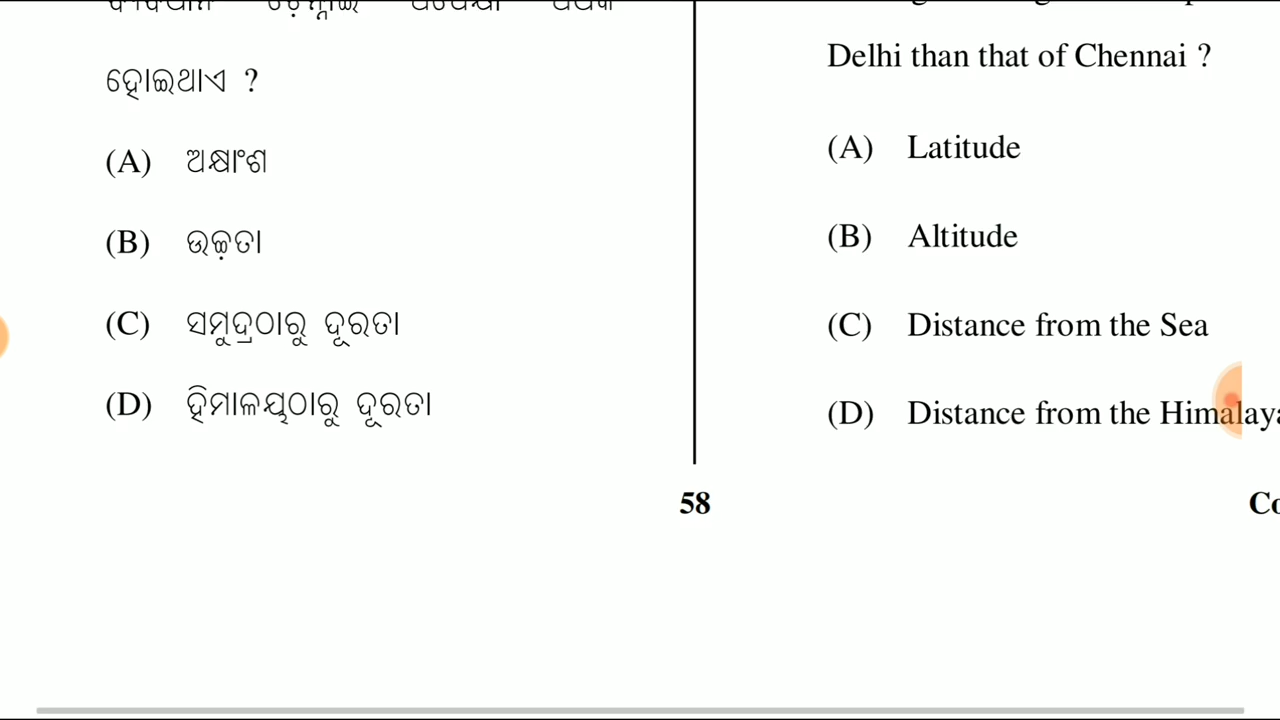 ହୋଇଥାଏ ?
(A) ଅକ୍ଷାଂଶ
(B) ଉଚ୍ଚତା
(C) ସମୁଦ୍ରଠାରୁ ଦୂରତା
(D) ହିମାଳୟଠାରୁ ଦୂରତା
Delhi than that of Chennai ?
(A) Latitude
(B) Altitude
(C) Distance from the Sea
(D) Distance from the
58